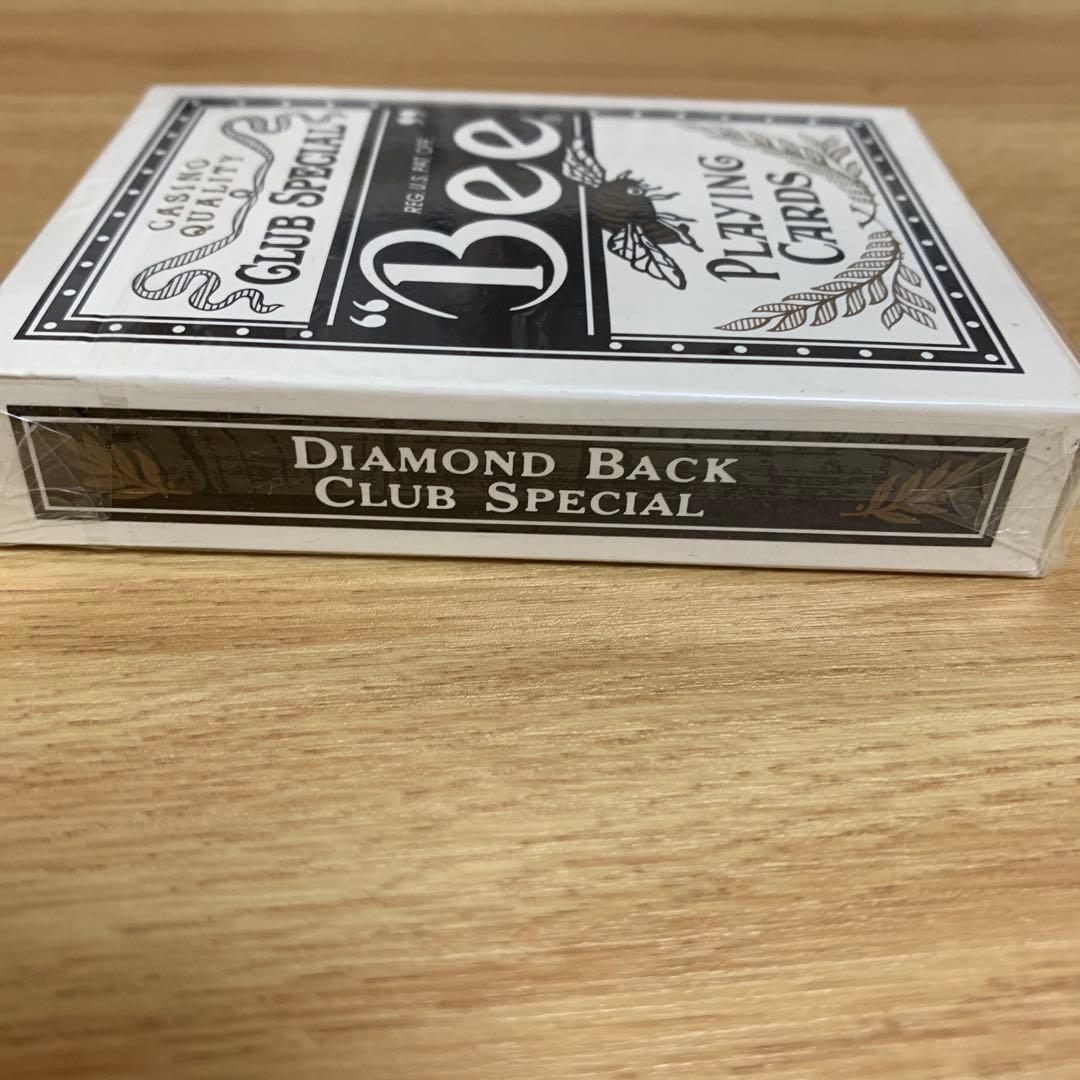 CASINO
QUALITY
CLUB SPECIAL
REG. U.S. PAT. OFF.
"Bee"
PLAYING
CARDS
DIAMOND BACK
CLUB SPECIAL